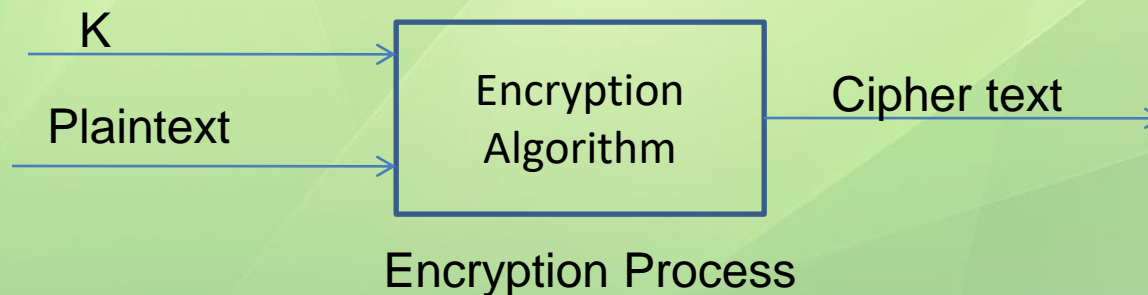 K
Plaintext
Encryption
Algorithm
Cipher text
Encryption Process